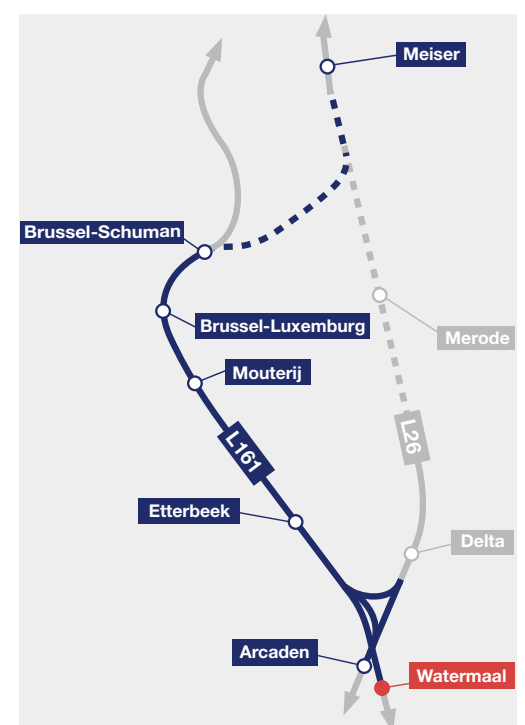 Meiser
Brussel-Schuman
Brussel-Luxemburg
Merode
Mouterij
L161
L26
Etterbeek
Delta
Arcaden
Watermaal